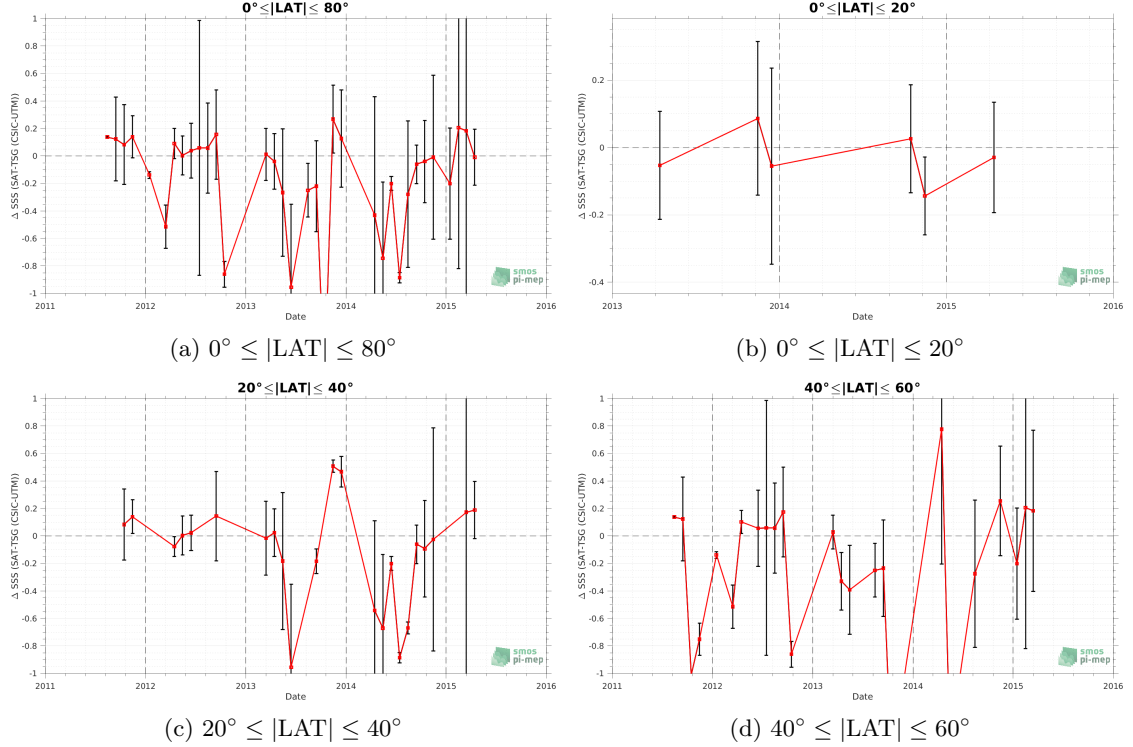 0°≤|LAT|≤ 80°
Δ SSS (SAT-TSG (CSIC-UTM))
1
0.8
0.6
0.4
0.2
0
-0.2
-0.4
-0.6
-0.8
-1
2011 2012 2013 2014 2015 2016
Date
smos
pi-mep
(a) 0° ≤ |LAT| ≤ 80°
0°≤|LAT|≤ 20°
Δ SSS (SAT-TSG (CSIC-UTM))
0.2
0
-0.2
-0.4
2013 2014 2015 2016
Date
smos
pi-mep
(b) 0° ≤ |LAT| ≤ 20°
20°≤|LAT|≤ 40°
Δ SSS (SAT-TSG (CSIC-UTM))
1
0.8
0.6
0.4
0.2
0
-0.2
-0.4
-0.6
-0.8
-1
2011 2012 2013 2014 2015 2016
Date
smos
pi-mep
(c) 20° ≤ |LAT| ≤ 40°
40°≤|LAT|≤ 60°
Δ SSS (SAT-TSG (CSIC-UTM))
1
0.8
0.6
0.4
0.2
0
-0.2
-0.4
-0.6
-0.8
-1
2011 2012 2013 2014 2015 2016
Date
smos
pi-mep
(d) 40° ≤ |LAT| ≤ 60°